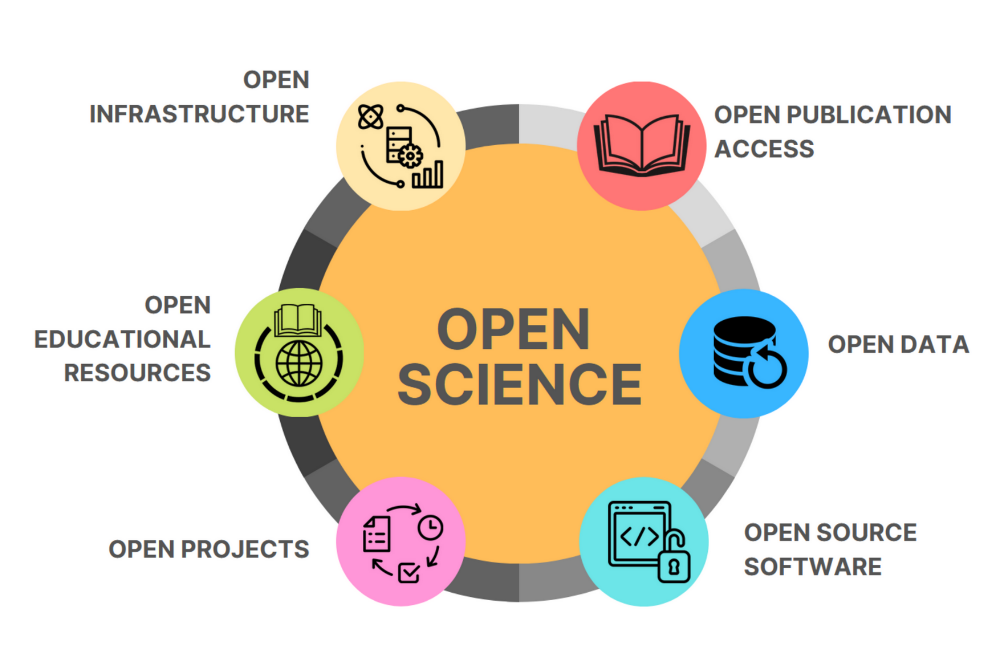 OPEN
INFRASTRUCTURE
OPEN PUBLICATION
ACCESS
OPEN
EDUCATIONAL
RESOURCES
OPEN
SCIENCE
OPEN DATA
OPEN PROJECTS
OPEN SOURCE
SOFTWARE